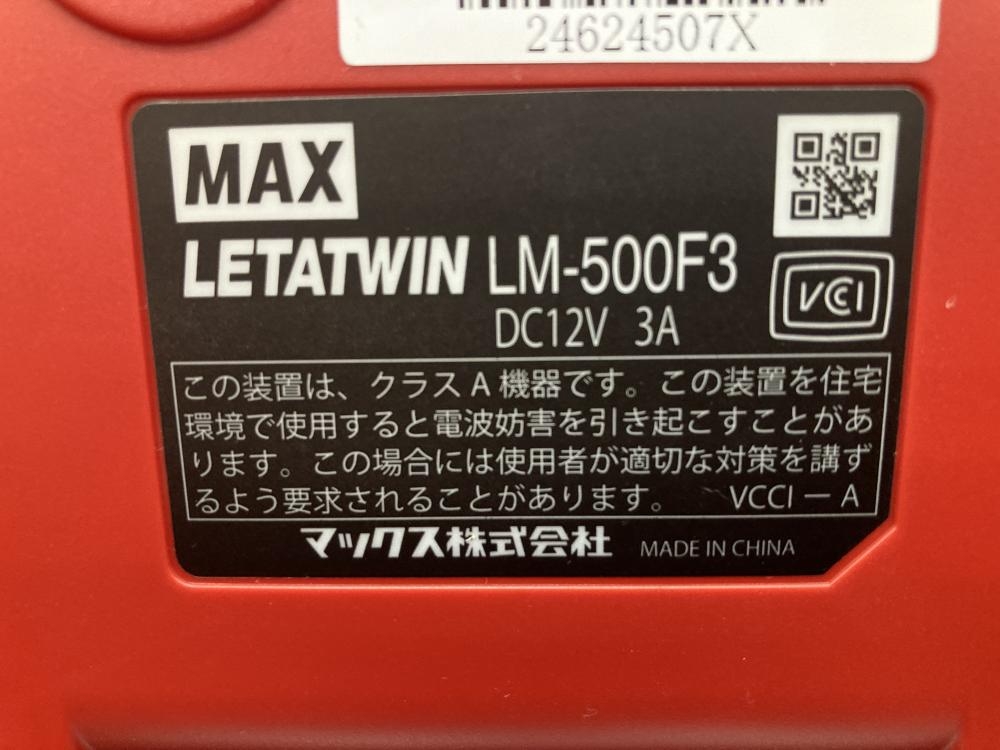 24624507X
MAX
LETATWIN LM-500F3
VCCI
DC12V 3A
この装置は、クラスA機器です。この装置を住宅
環境で使用すると電波妨害を引き起こすことがあ
ります。この場合には使用者が適切な対策を講ず
るよう要求されることがあります。 VCCI－A
マックス株式会社 MADE IN CHINA